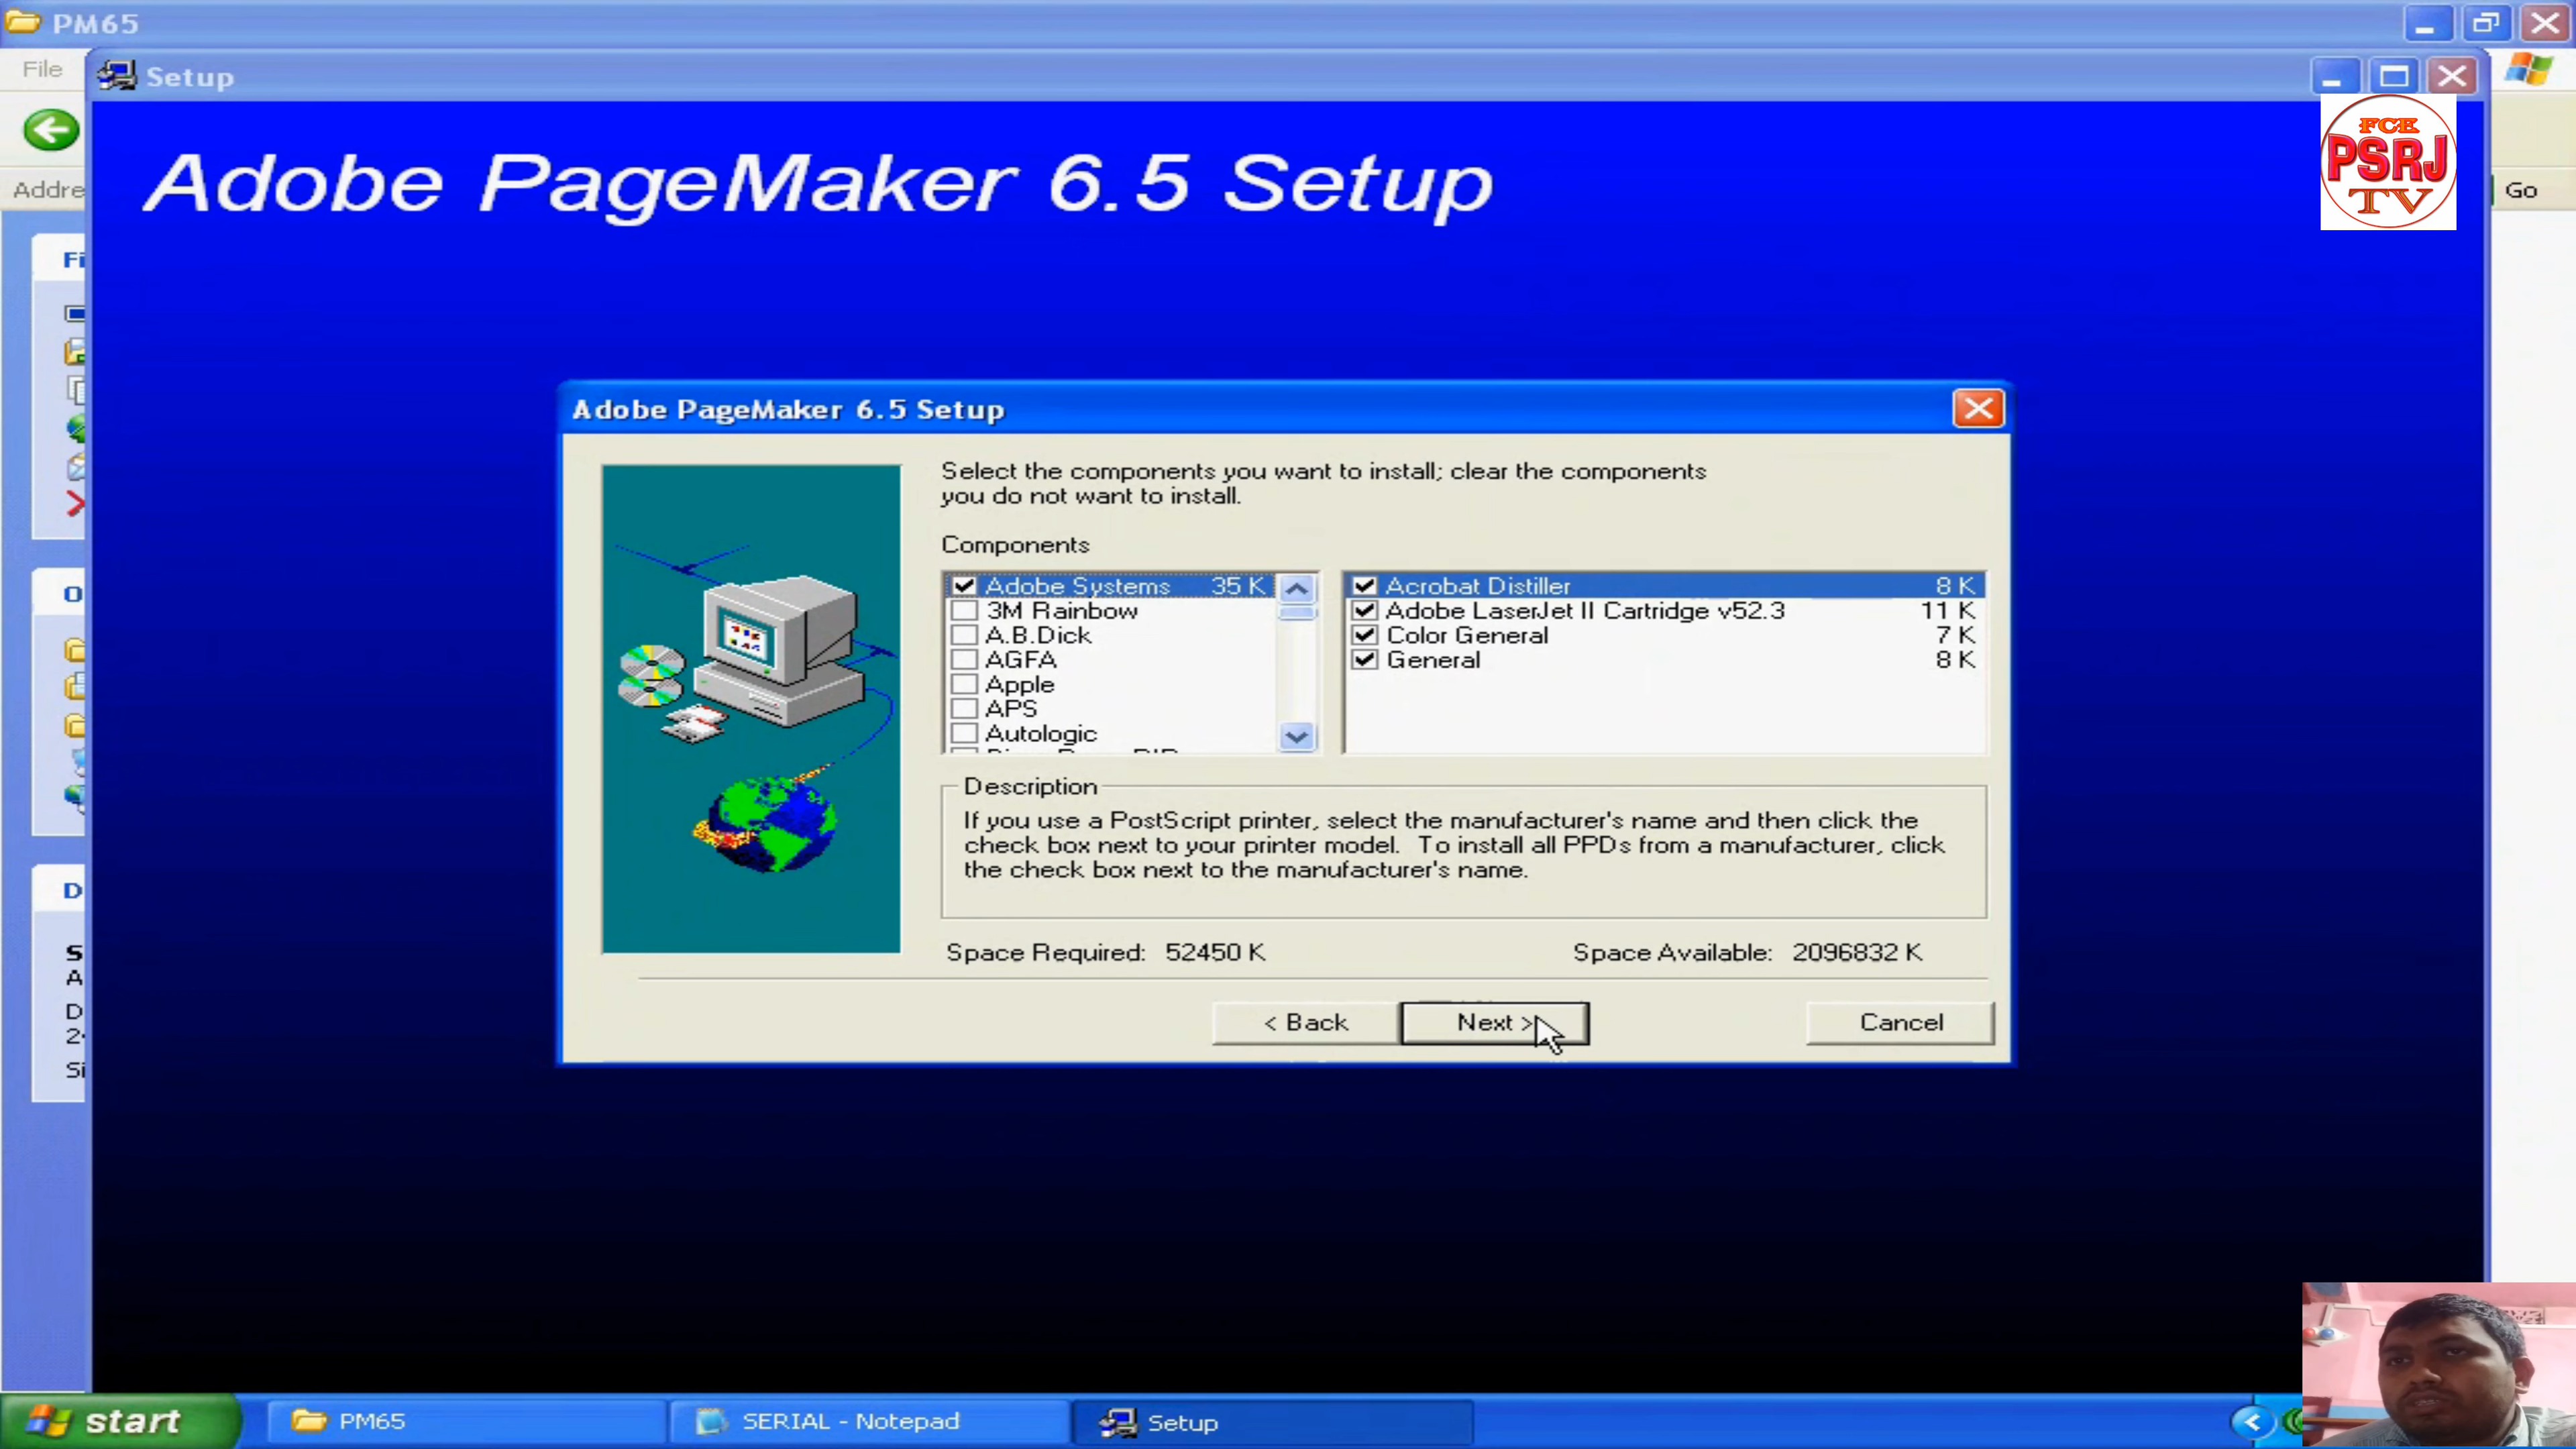 PM65
File
Setup
FCE
PSRJ
TV
Addre
Go
Adobe PageMaker 6.5 Setup
Fi
O
D
S
A
D
2
Si
Adobe PageMaker 6.5 Setup
Select the components you want to install; clear the components
you do not want to install.
Components
Adobe Systems 35 K
3M Rainbow
A.B.Dick
AGFA
Apple
APS
Autologic
Acrobat Distiller 8 K
Adobe LaserJet II Cartridge v52.3 11 K
Color General 7 K
General 8 K
Description
If you use a PostScript printer, select the manufacturer's name and then click the
check box next to your printer model. To install all PPDs from a manufacturer, click
the check box next to the manufacturer's name.
Space Required: 52450 K Space Available: 2096832 K
< Back Next > Cancel
start PM65 SERIAL - Notepad Setup